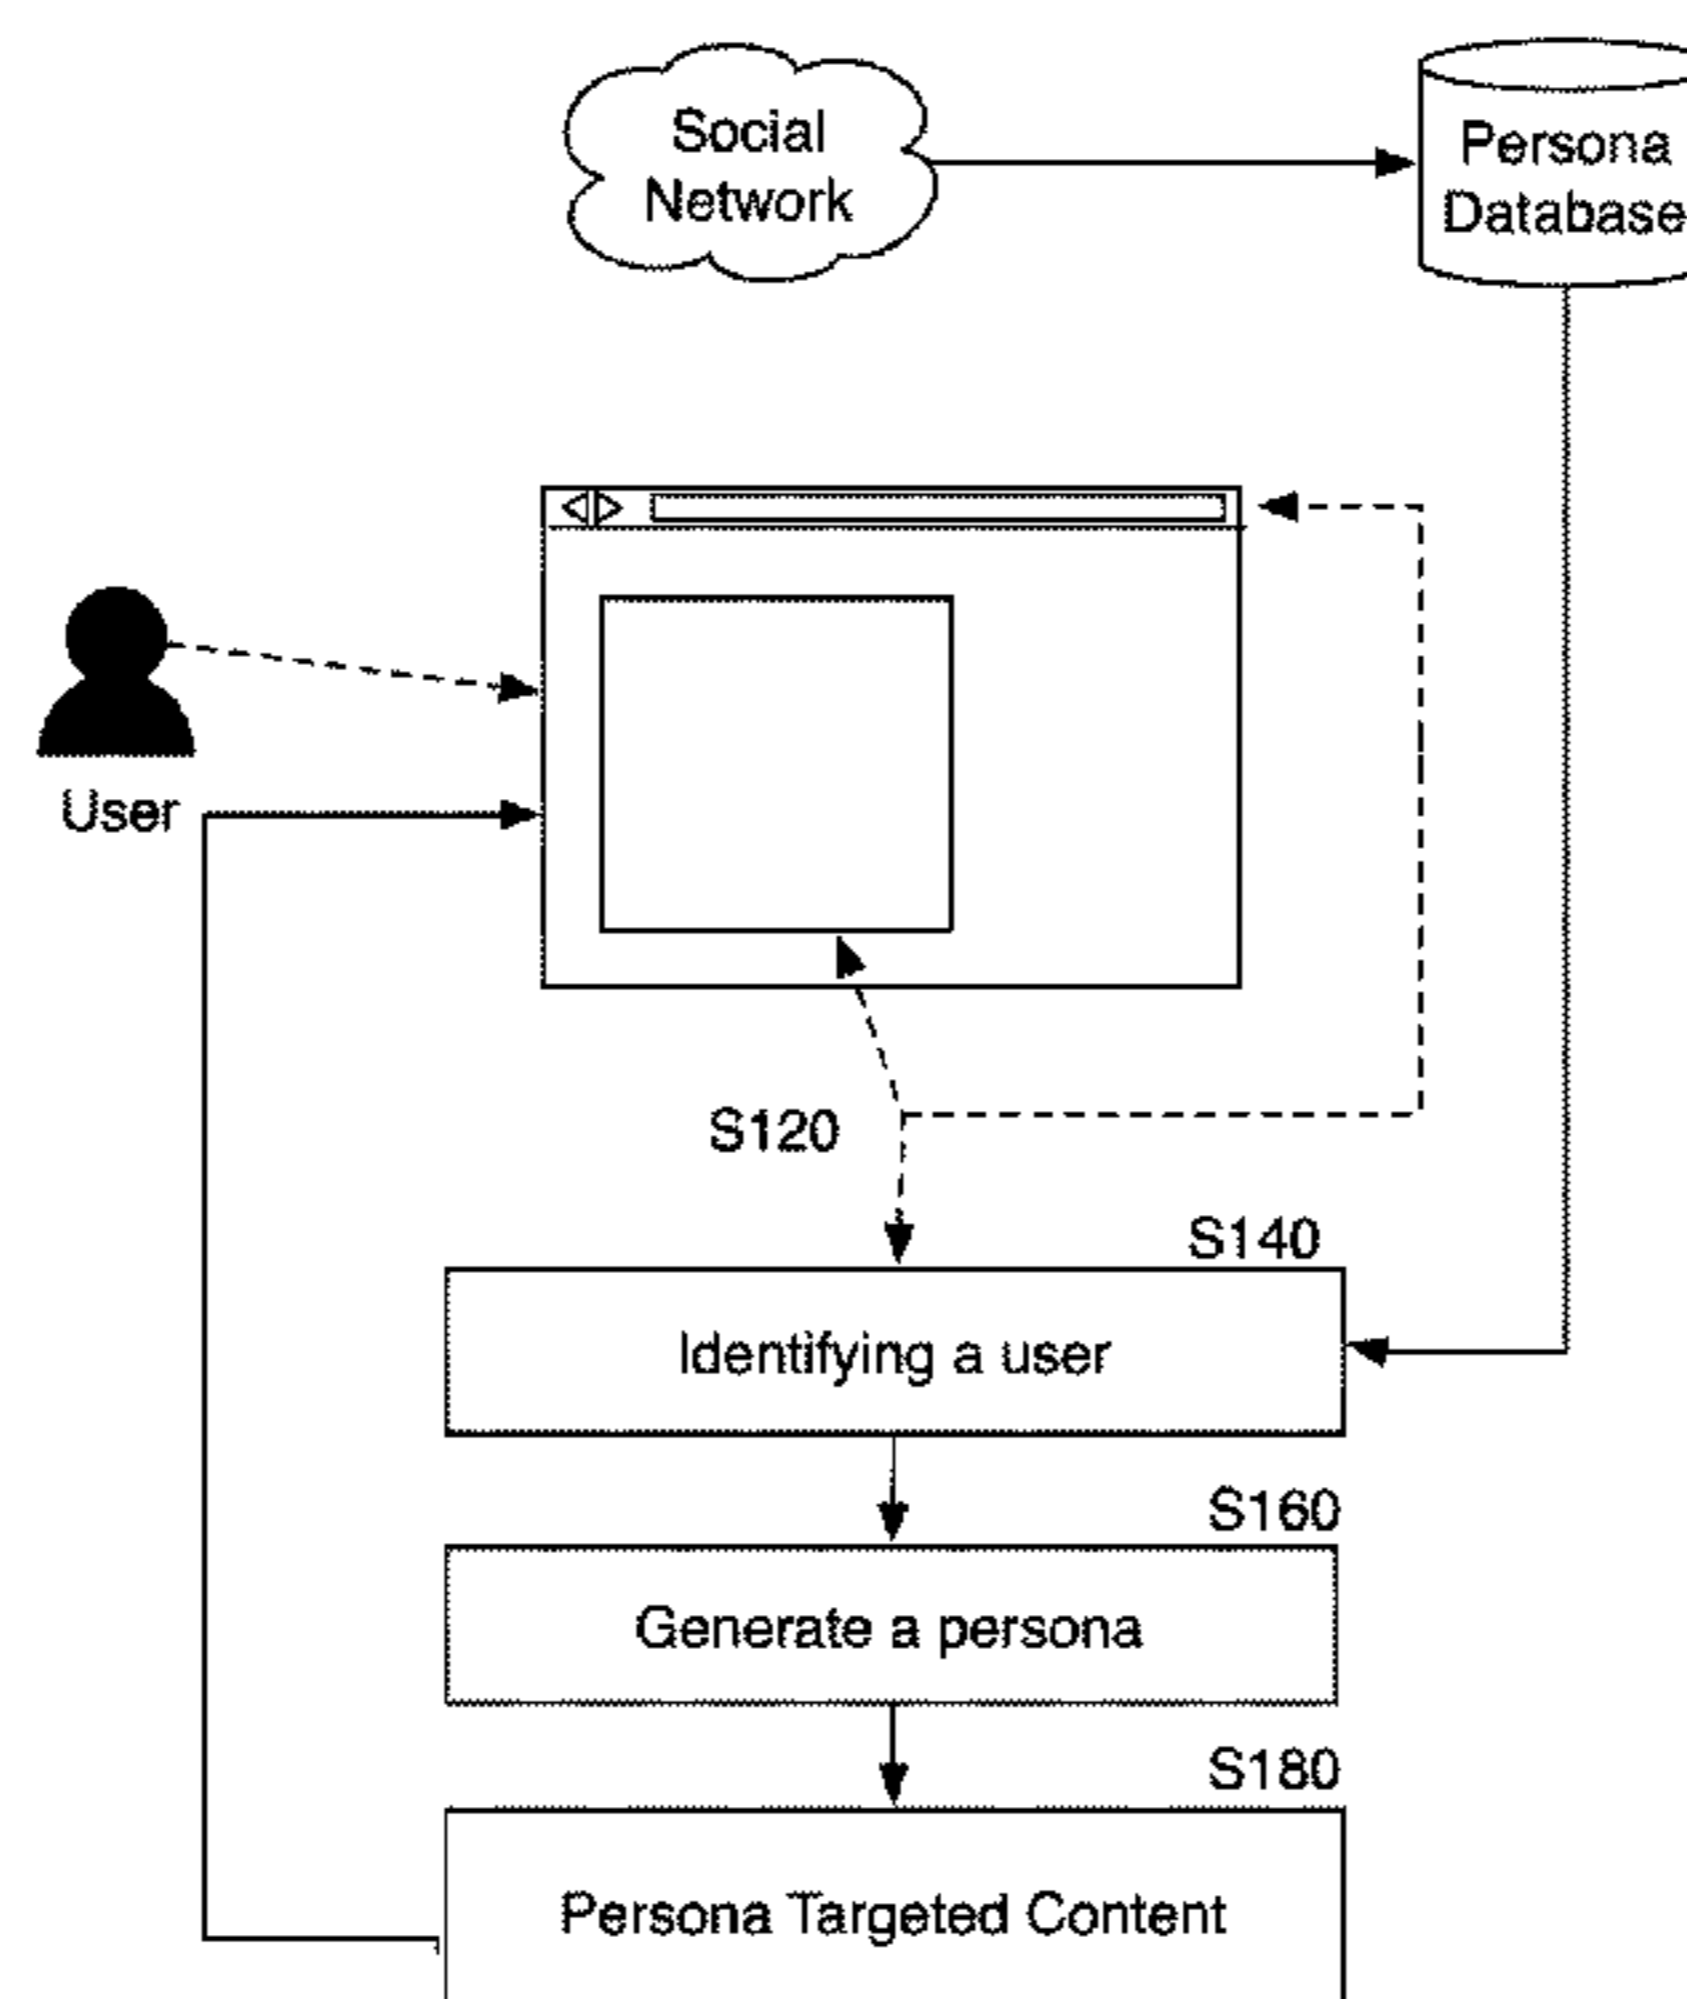 Social
Network
Persona
Database
User
S120
S140
Identifying a user
S160
Generate a persona
S180
Persona Targeted Content